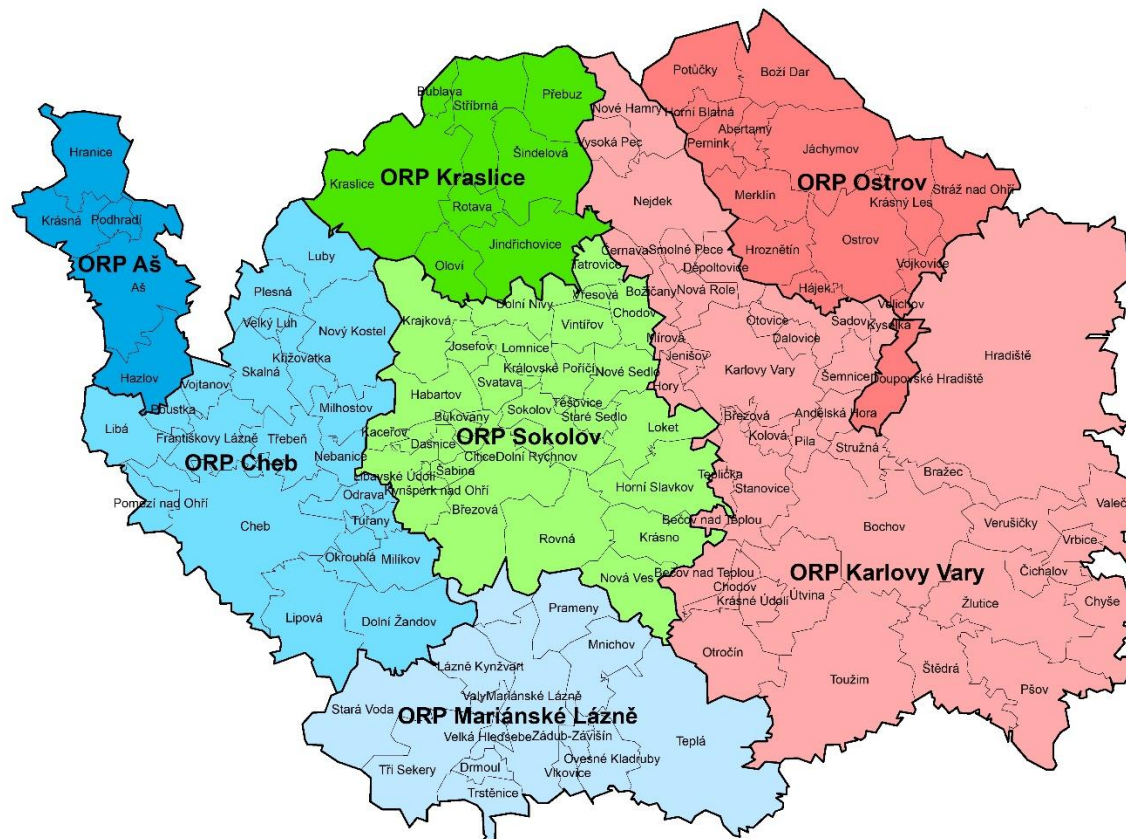 Potůčky
Boží Dar
Bublava
Stříbrná
Přebuz
Nové Hamry
Horní Blatná
Abertamy
Pernink
Vysoká Pec
Jáchymov
Hranice
Šindelová
Kraslice
ORP Kraslice
ORP Ostrov
Stráž nad Ohří
Merklín
Krásný Les
Nejdek
Rotava
Krásná
Podhradí
Ostrov
Hroznětín
Jindřichovice
Luby
Oloví
ORP Aš
Aš
Černava
Smolné Pece
Tatrovice
Děpoltovice
Vojkovice
Hájek
Plesná
Vřesová
Božíčany
Nová Role
Dolní Nivy
Chodov
Velichov
Velký Luh
Nový Kostel
Krajková
Vintířov
Otovice
Sadov
Kyselka
Mírová
Dalovice
Josefov
Lomnice
Jenišov
Křižovatka
Hradiště
Skalná
Královské Poříčí
Nové Sedlo
Karlovy Vary
Šemnice
Doupovské Hradiště
Hazlov
Vojtanov
Svatava
Hory
Habartov
Milhostov
Poustka
Bukovany
Sokolov
Těšovice
Staré Sedlo
Březová
Andělská Hora
Libá
Františkovy Lázně
Třebeň
Kaceřov
Dasnice
ORP Sokolov
Loket
Kolová
Pila
Stružná
Nebanice
Citice
Dolní Rychnov
ORP Cheb
Šabina
Libavské Údolí
Kynšperk nad Ohří
Teplička
Stanovice
Bražec
Horní Slavkov
Odrava
Pomezí nad Ohří
Valeč
Březová
Tuřany
Cheb
Bečov nad Teplou
Bochov
Verušičky
Krásno
Rovná
Vrbice
Okrouhlá
Milíkov
Bečov nad Teplou
ORP Karlovy Vary
Čichalov
Nová Ves
Chodov
Útvina
Krásné Údolí
Žlutice
Chyše
Prameny
Lipová
Dolní Žandov
Mnichov
Otročín
Lázně Kynžvart
Štědrá
Toužim
Pšov
Valy
Mariánské Lázně
Stará Voda
ORP Mariánské Lázně
Velká Hleďsebe
Zádub-Závišín
Teplá
Ovesné Kladruby
Tři Sekery
Drmoul
Vlkovice
Trstěnice